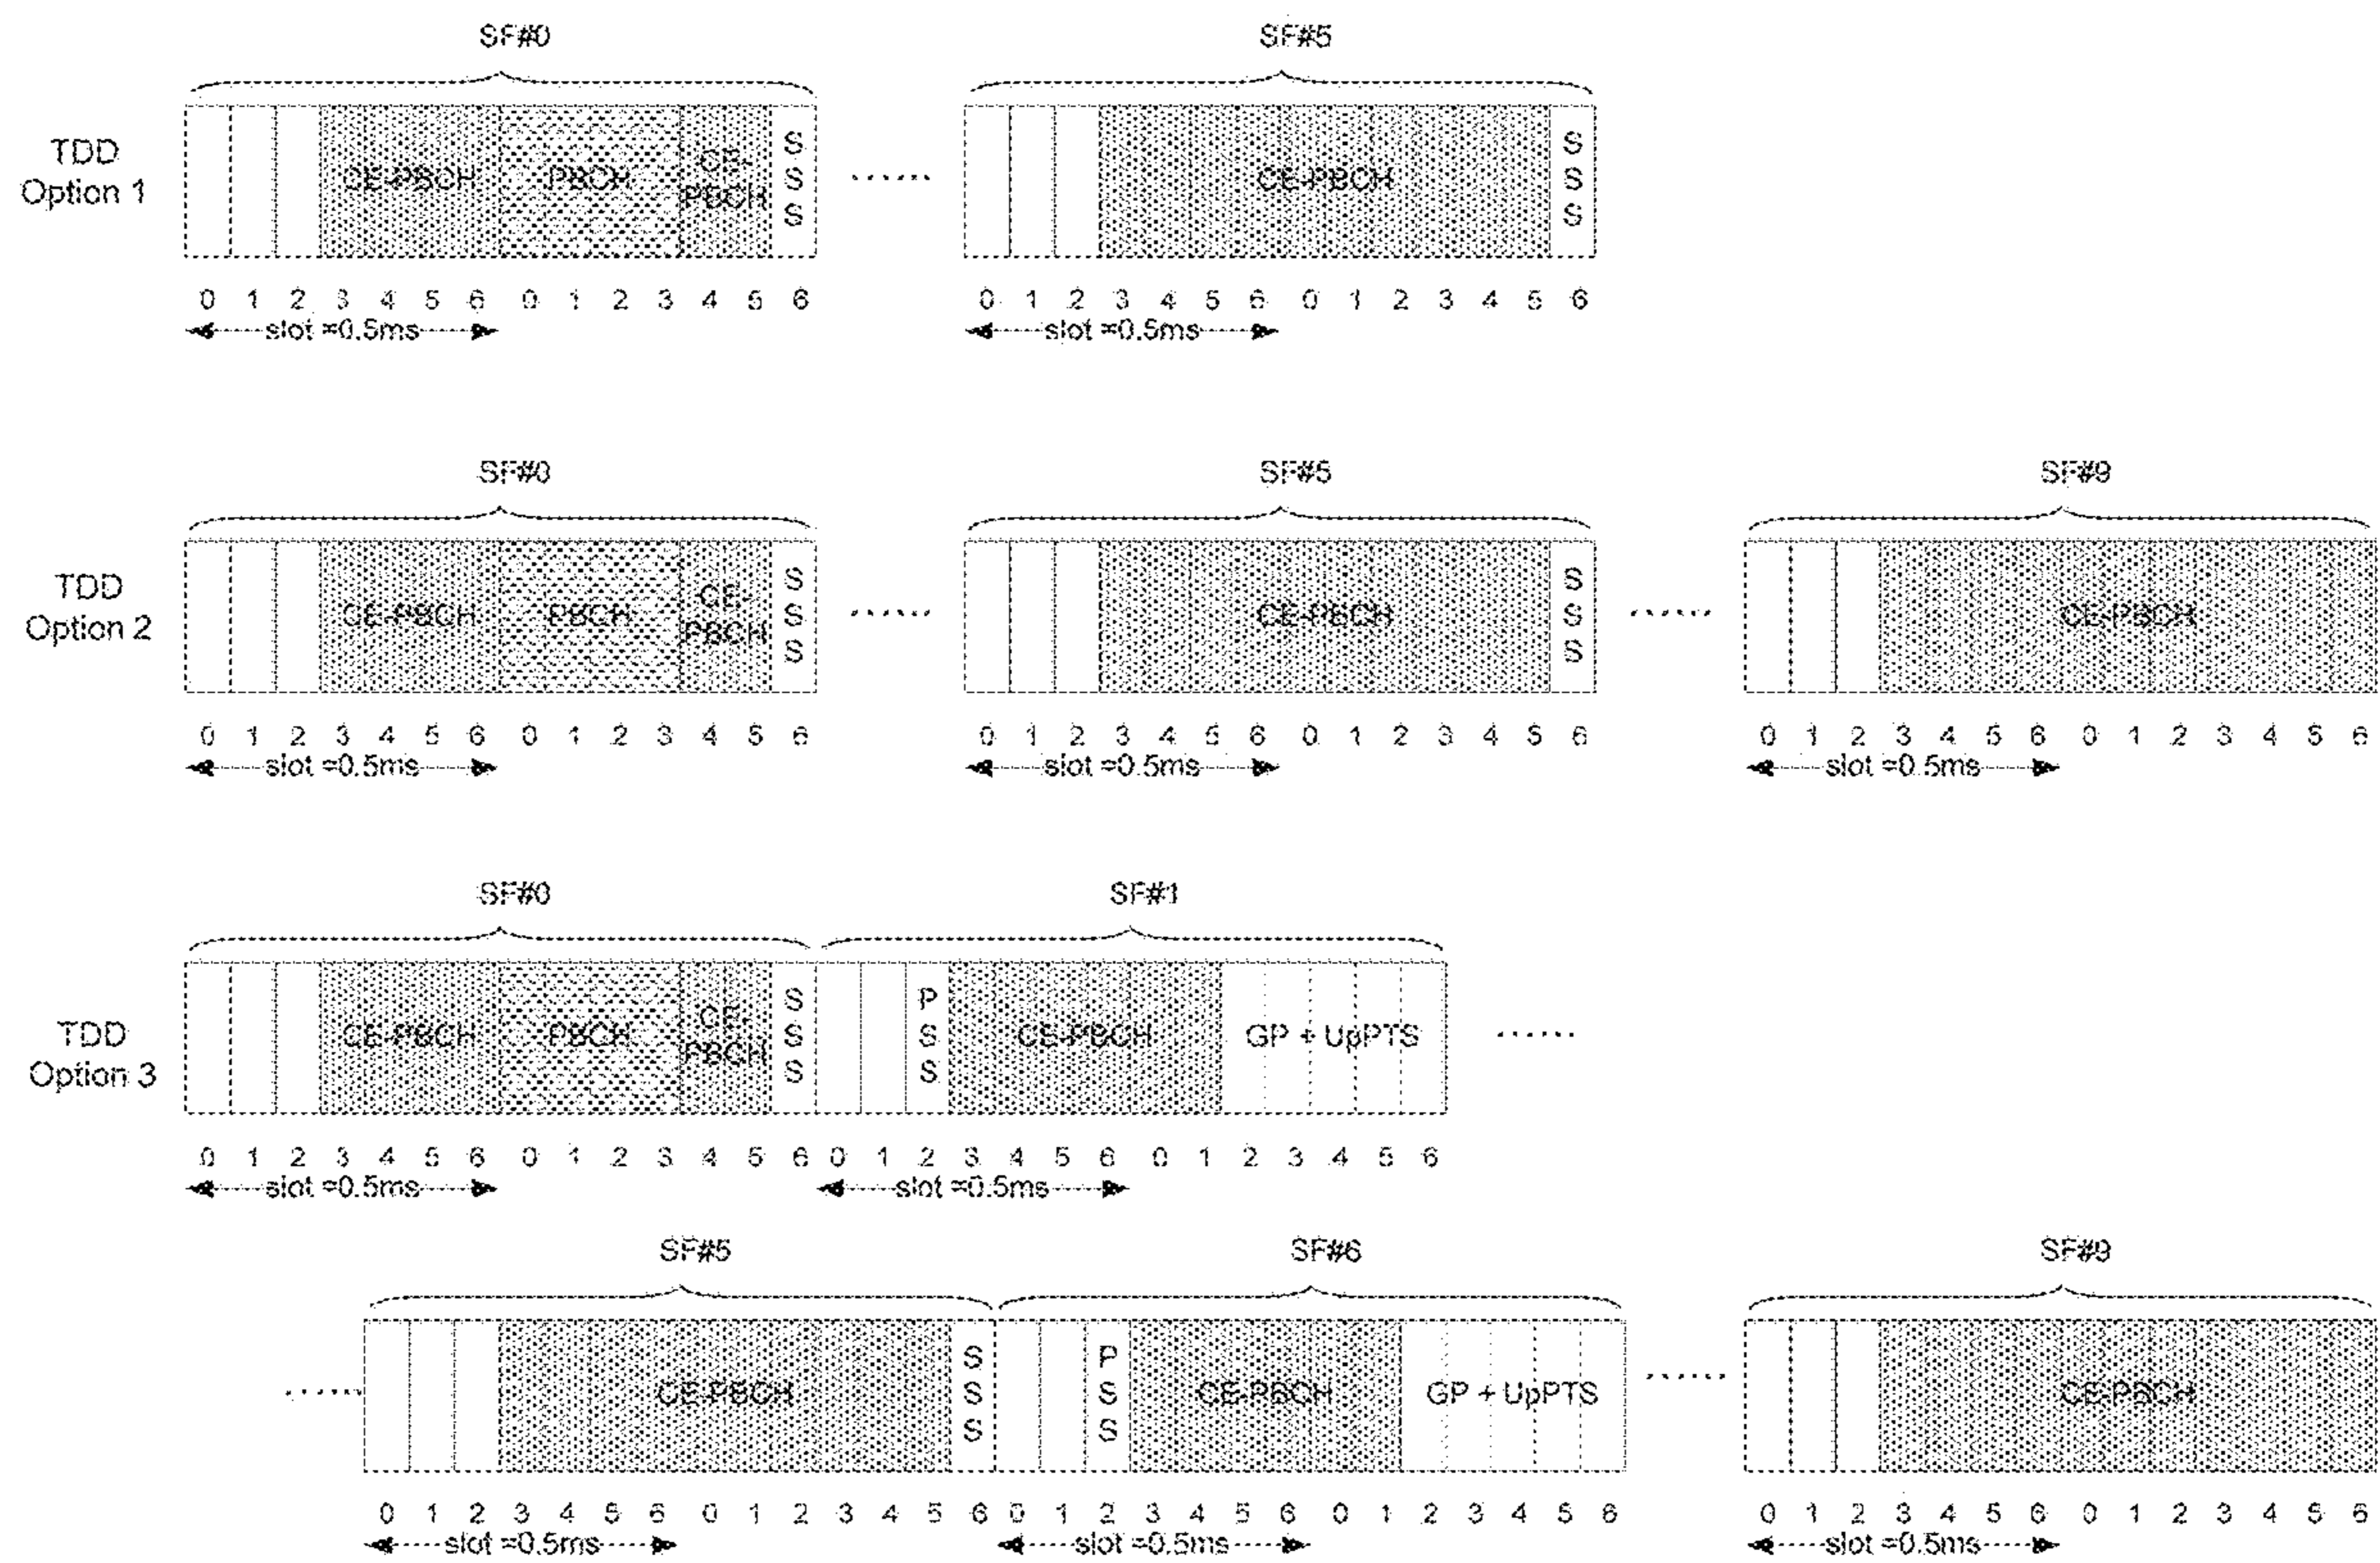 SF#0 SF#5
TDD
Option 1
CE-PBCH PBCH CE-
PBCH
S
S
S
CE-PBCH
S
S
S
0 1 2 3 4 5 6 0 1 2 3 4 5 6 0 1 2 3 4 5 6 0 1 2 3 4 5 6
slot =0.5ms slot =0.5ms
SF#0 SF#5 SF#9
TDD
Option 2
CE-PBCH PBCH CE-
PBCH
S
S
S
CE-PBCH
S
S
S
CE-PBCH
0 1 2 3 4 5 6 0 1 2 3 4 5 6 0 1 2 3 4 5 6 0 1 2 3 4 5 6 0 1 2 3 4 5 6 0 1 2 3 4 5 6
slot =0.5ms slot =0.5ms slot =0.5ms
SF#0 SF#1
TDD
Option 3
CE-PBCH PBCH CE-
PBCH
S
S
S
P
S
S
CE-PBCH GP + UpPTS
0 1 2 3 4 5 6 0 1 2 3 4 5 6 0 1 2 3 4 5 6 0 1 2 3 4 5 6
slot =0.5ms slot =0.5ms
SF#5 SF#6 SF#9
CE-PBCH
S
S
S
P
S
S
CE-PBCH GP + UpPTS CE-PBCH
0 1 2 3 4 5 6 0 1 2 3 4 5 6 0 1 2 3 4 5 6 0 1 2 3 4 5 6 0 1 2 3 4 5 6 0 1 2 3 4 5 6
slot =0.5ms slot =0.5ms slot =0.5ms